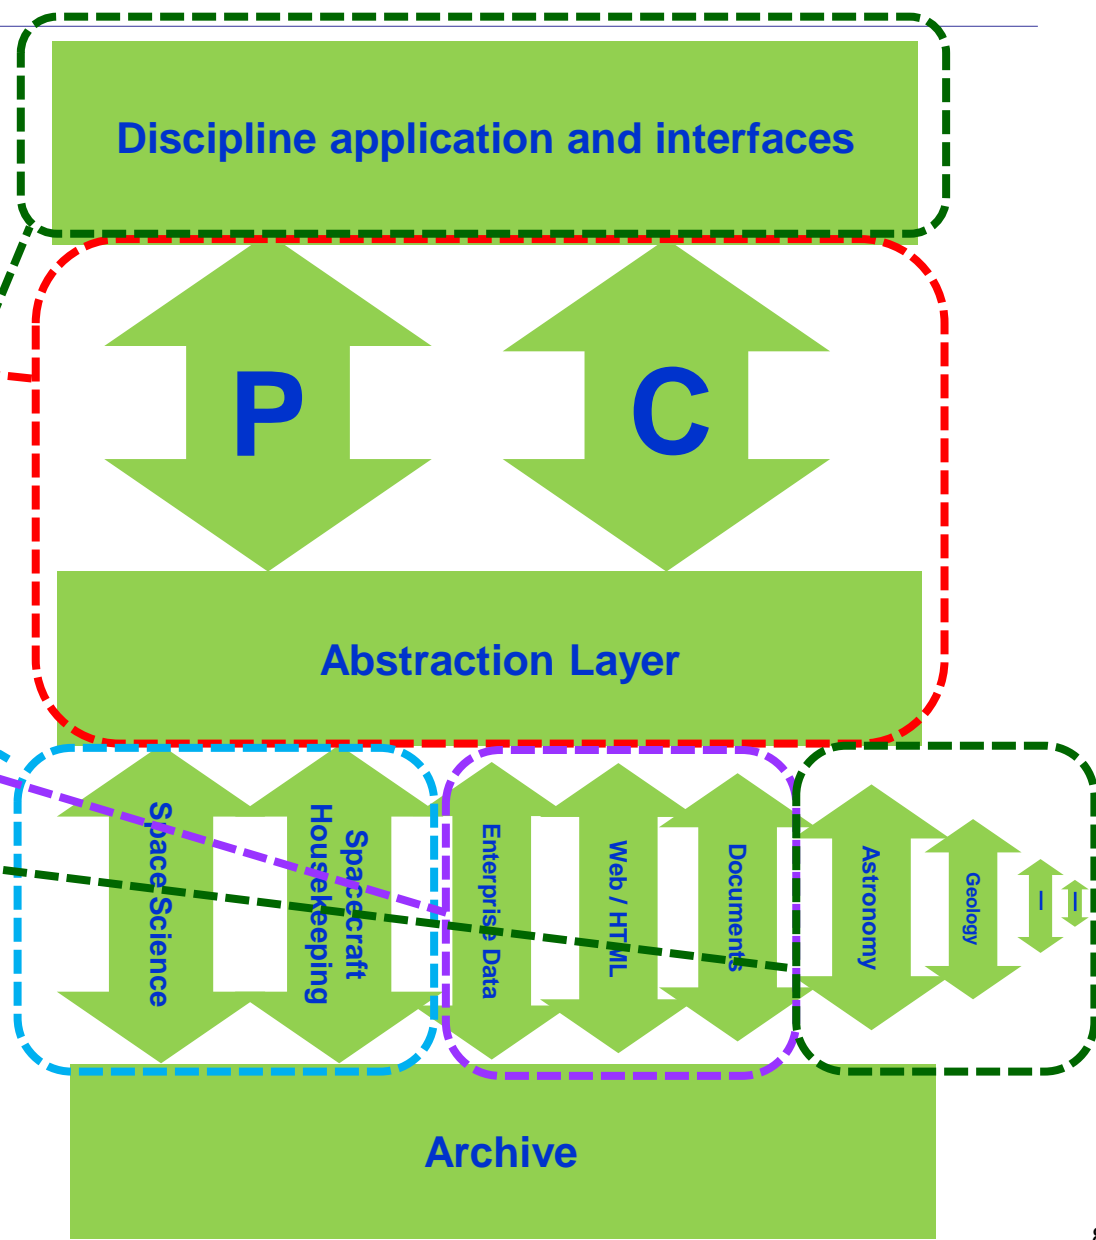 Discipline application and interfaces
P
C
Abstraction Layer
Space Science
Spacecraft
Housekeeping
Enterprise Data
Web / HTML
Documents
Astronomy
Geology
Archive